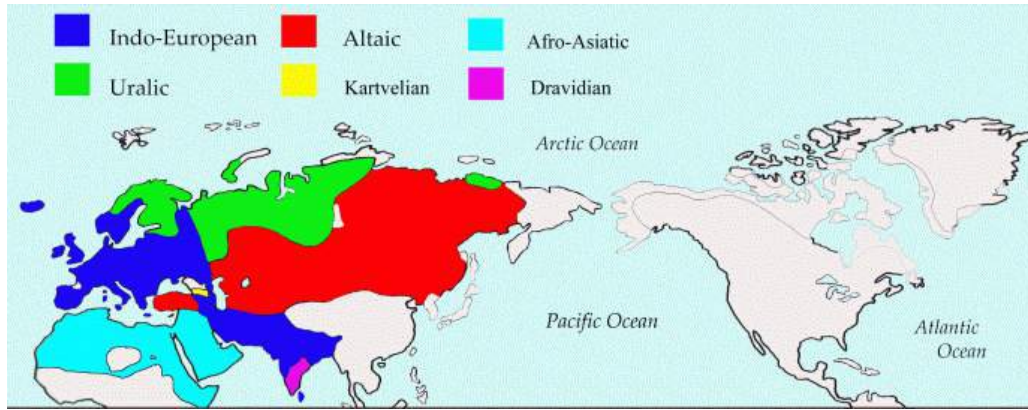 Indo-European
Altaic
Afro-Asiatic
Uralic
Kartvelian
Dravidian
Arctic Ocean
Pacific Ocean
Atlantic
Ocean